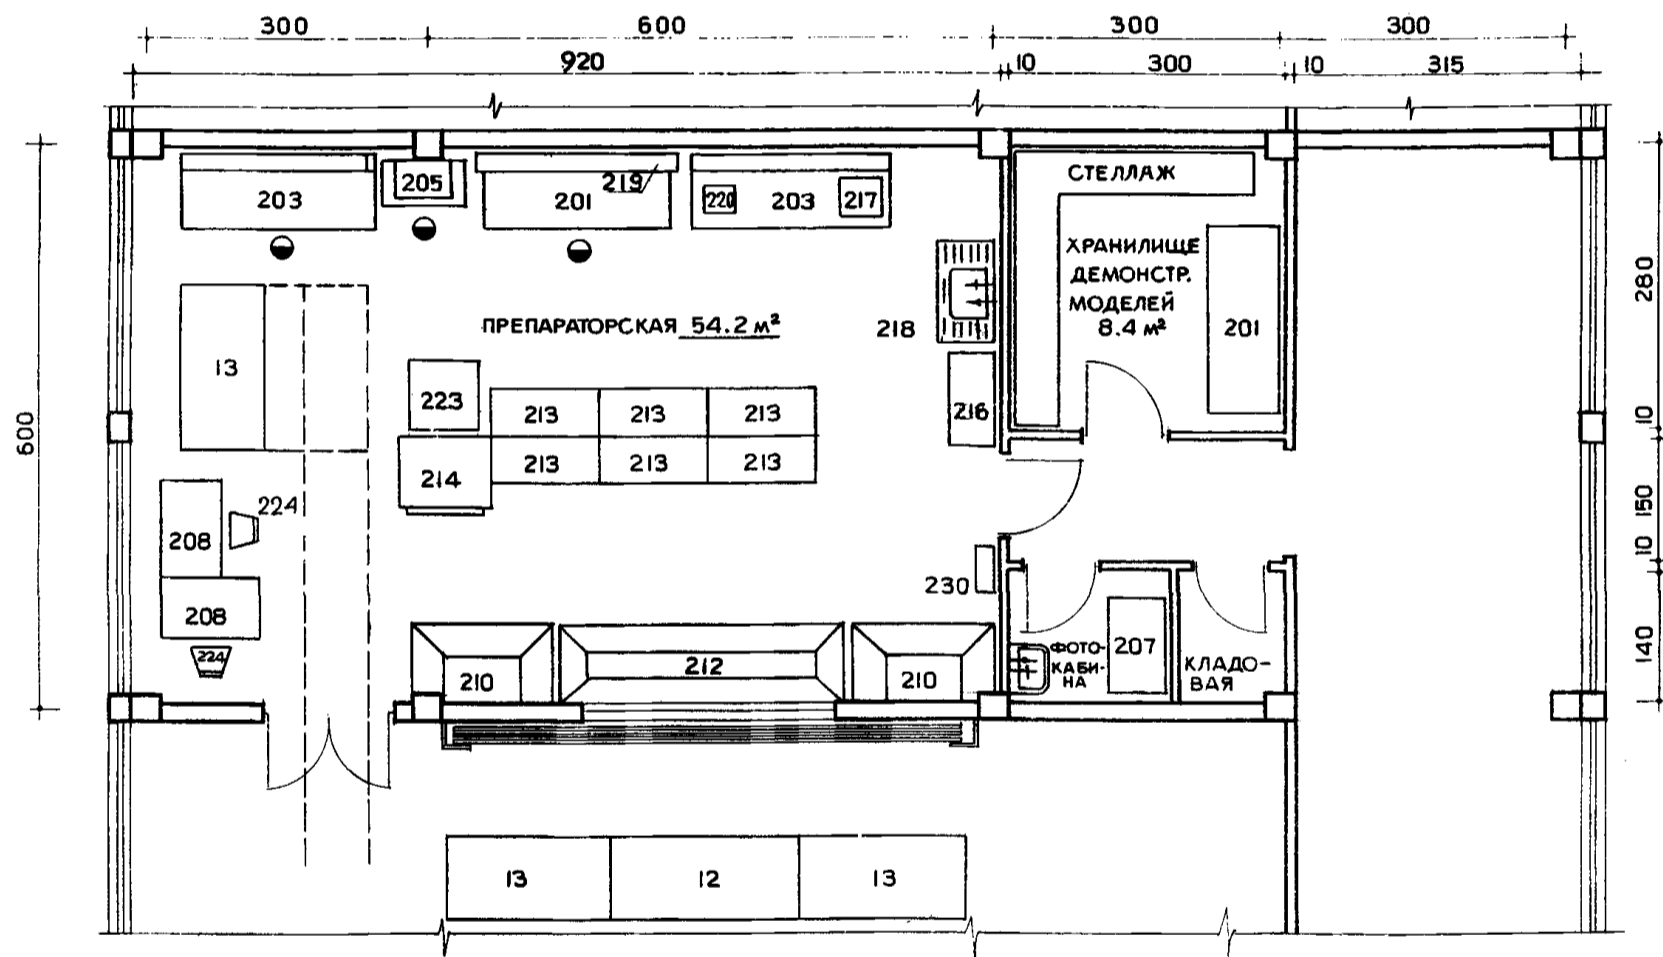 300 600 300 300
920 10 300 10 315
203
205
219
201
220 203 217
СТЕЛЛАЖ
ХРАНИЛИЩЕ
ДЕМОНСТР.
МОДЕЛЕЙ
8.4 м²
201
280
ПРЕПАРАТОРСКАЯ 54.2 м²
218
13
223
213 213 213
216
10
600
214
213 213 213
224
208
150
10
208
230
224
210
212
210
ФОТО-
КАБИ-
НА
207
КЛАДО-
ВАЯ
140
13 12 13